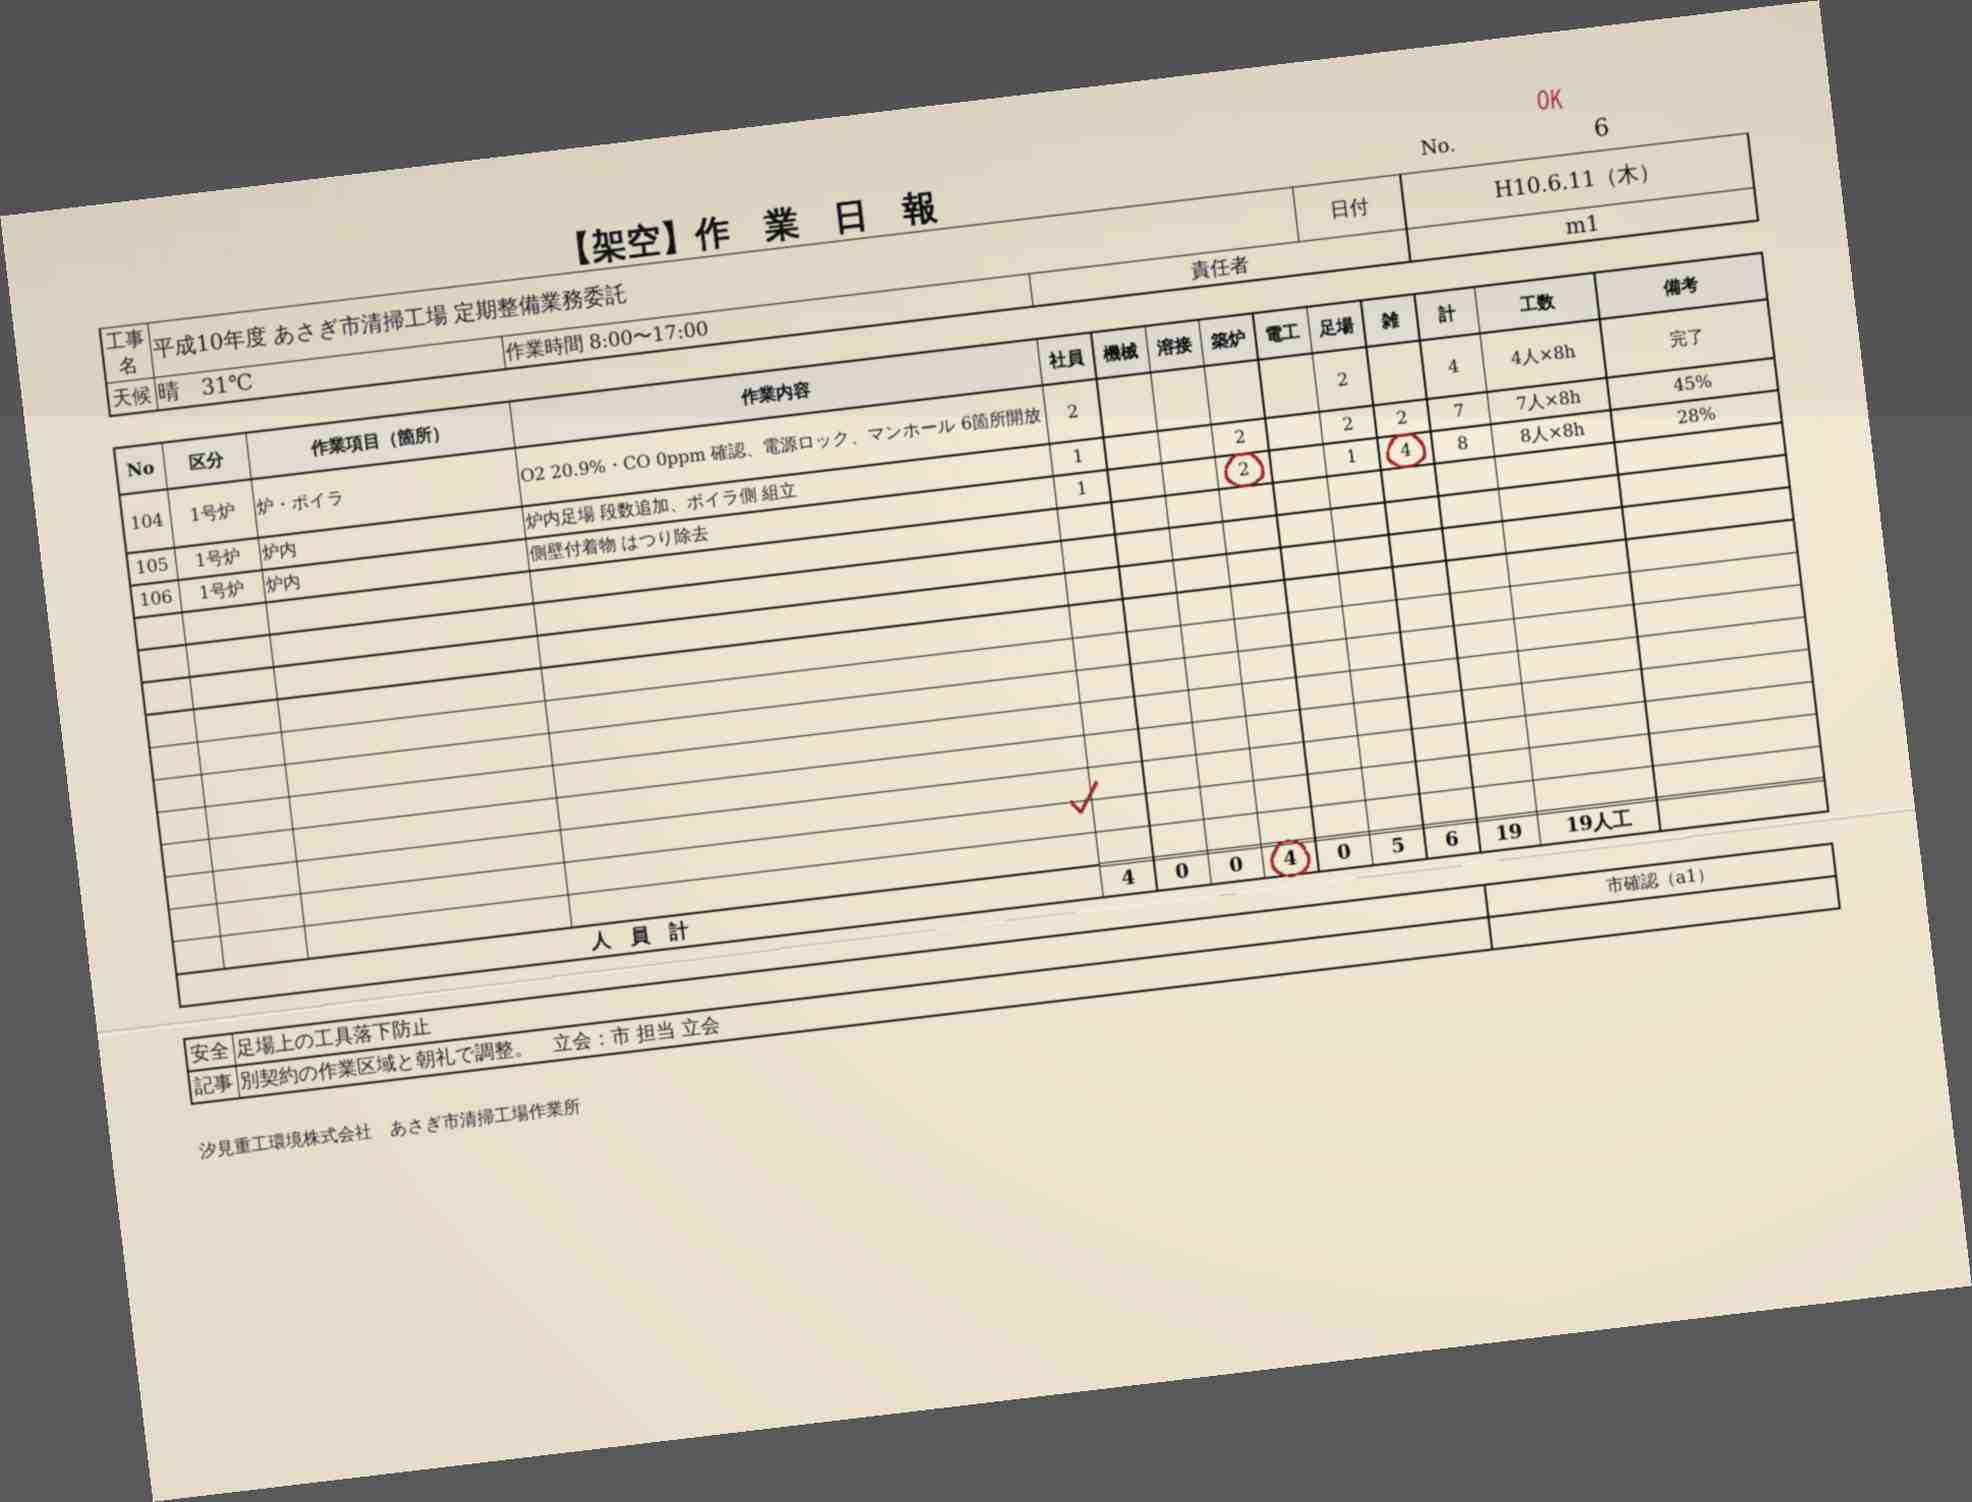 OK
No. 6
【架空】作 業 日 報
工事名 平成10年度 あさぎ市清掃工場 定期整備業務委託 日付 H10.6.11（木）
天候 晴 31℃ 作業時間 8:00〜17:00 責任者 m1
No 区分 作業項目（箇所） 作業内容 社員 機械 溶接 築炉 電工 足場 雑 計 工数 備考
104 1号炉 炉・ボイラ O2 20.9%・CO 0ppm 確認、電源ロック、マンホール 6箇所開放 2 2 4 4人×8h 完了
105 1号炉 炉内 炉内足場 段数追加、ボイラ側 組立 1 2 2 2 7 7人×8h 45%
106 1号炉 炉内 側壁付着物 はつり除去 1 2 1 4 8 8人×8h 28%
人 員 計 4 0 0 4 0 5 6 19 19人工
安全 足場上の工具落下防止 市確認（a1）
記事 別契約の作業区域と朝礼で調整。 立会：市 担当 立会
汐見重工環境株式会社 あさぎ市清掃工場作業所